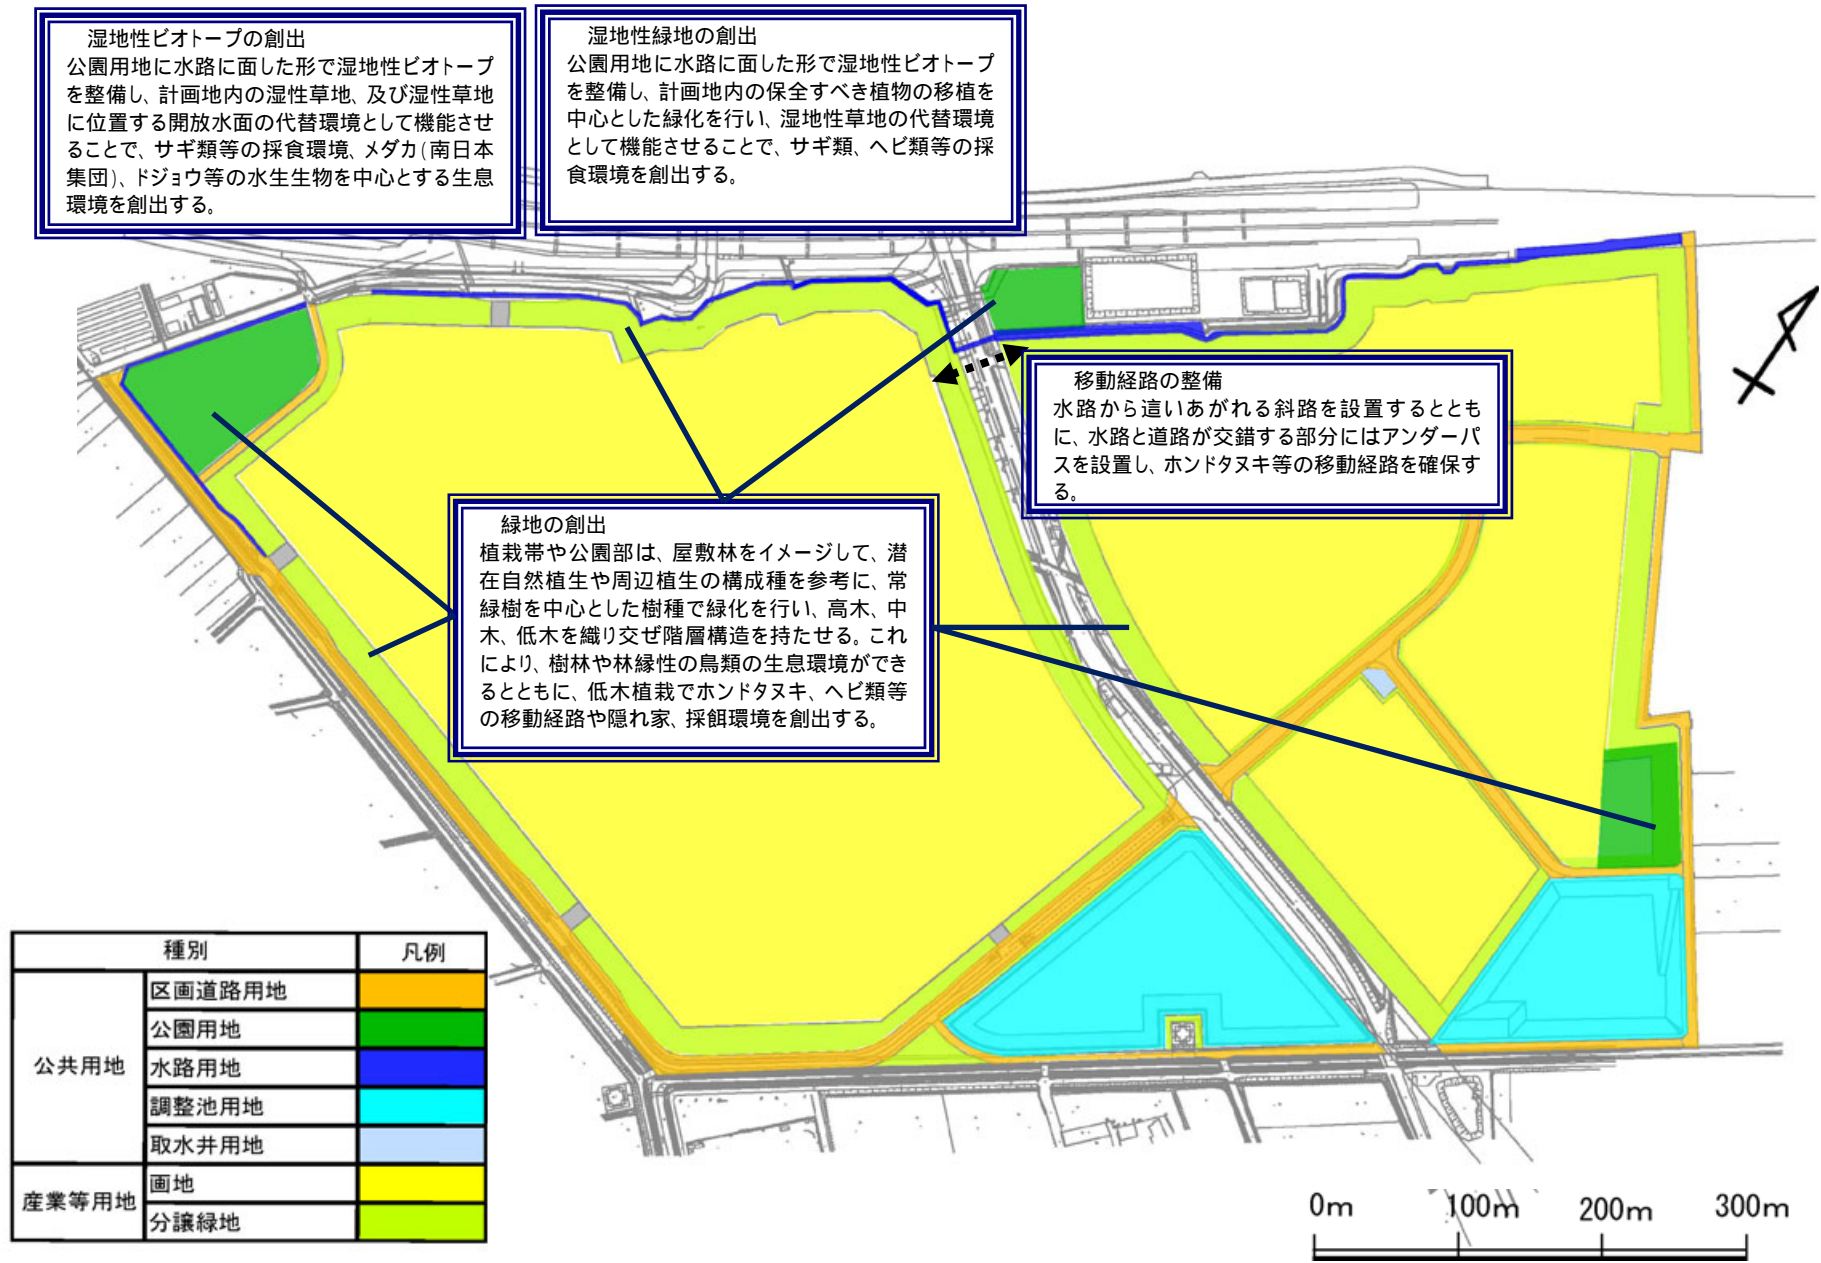 湿地性ビオトープの創出
公園用地に水路に面した形で湿地性ビオトープ
を整備し、計画地内の湿性草地、及び湿性草地
に位置する開放水面の代替環境として機能させ
ることで、サギ類等の採食環境、メダカ(南日本
集団)、ドジョウ等の水生生物を中心とする生息
環境を創出する。
湿地性緑地の創出
公園用地に水路に面した形で湿地性ビオトープ
を整備し、計画地内の保全すべき植物の移植を
中心とした緑化を行い、湿地性草地の代替環境
として機能させることで、サギ類、ヘビ類等の採
食環境を創出する。
移動経路の整備
水路から這いあがれる斜路を設置するととも
に、水路と道路が交錯する部分にはアンダーパ
スを設置し、ホンドタヌキ等の移動経路を確保す
る。
緑地の創出
植栽帯や公園部は、屋敷林をイメージして、潜
在自然植生や周辺植生の構成種を参考に、常
緑樹を中心とした樹種で緑化を行い、高木、中
木、低木を織り交ぜ階層構造を持たせる。これ
により、樹林や林縁性の鳥類の生息環境ができ
るとともに、低木植栽でホンドタヌキ、ヘビ類等
の移動経路や隠れ家、採餌環境を創出する。
種別 凡例
公共用地
区画道路用地
公園用地
水路用地
調整池用地
取水井用地
産業等用地
画地
分譲緑地
0m 100m 200m 300m